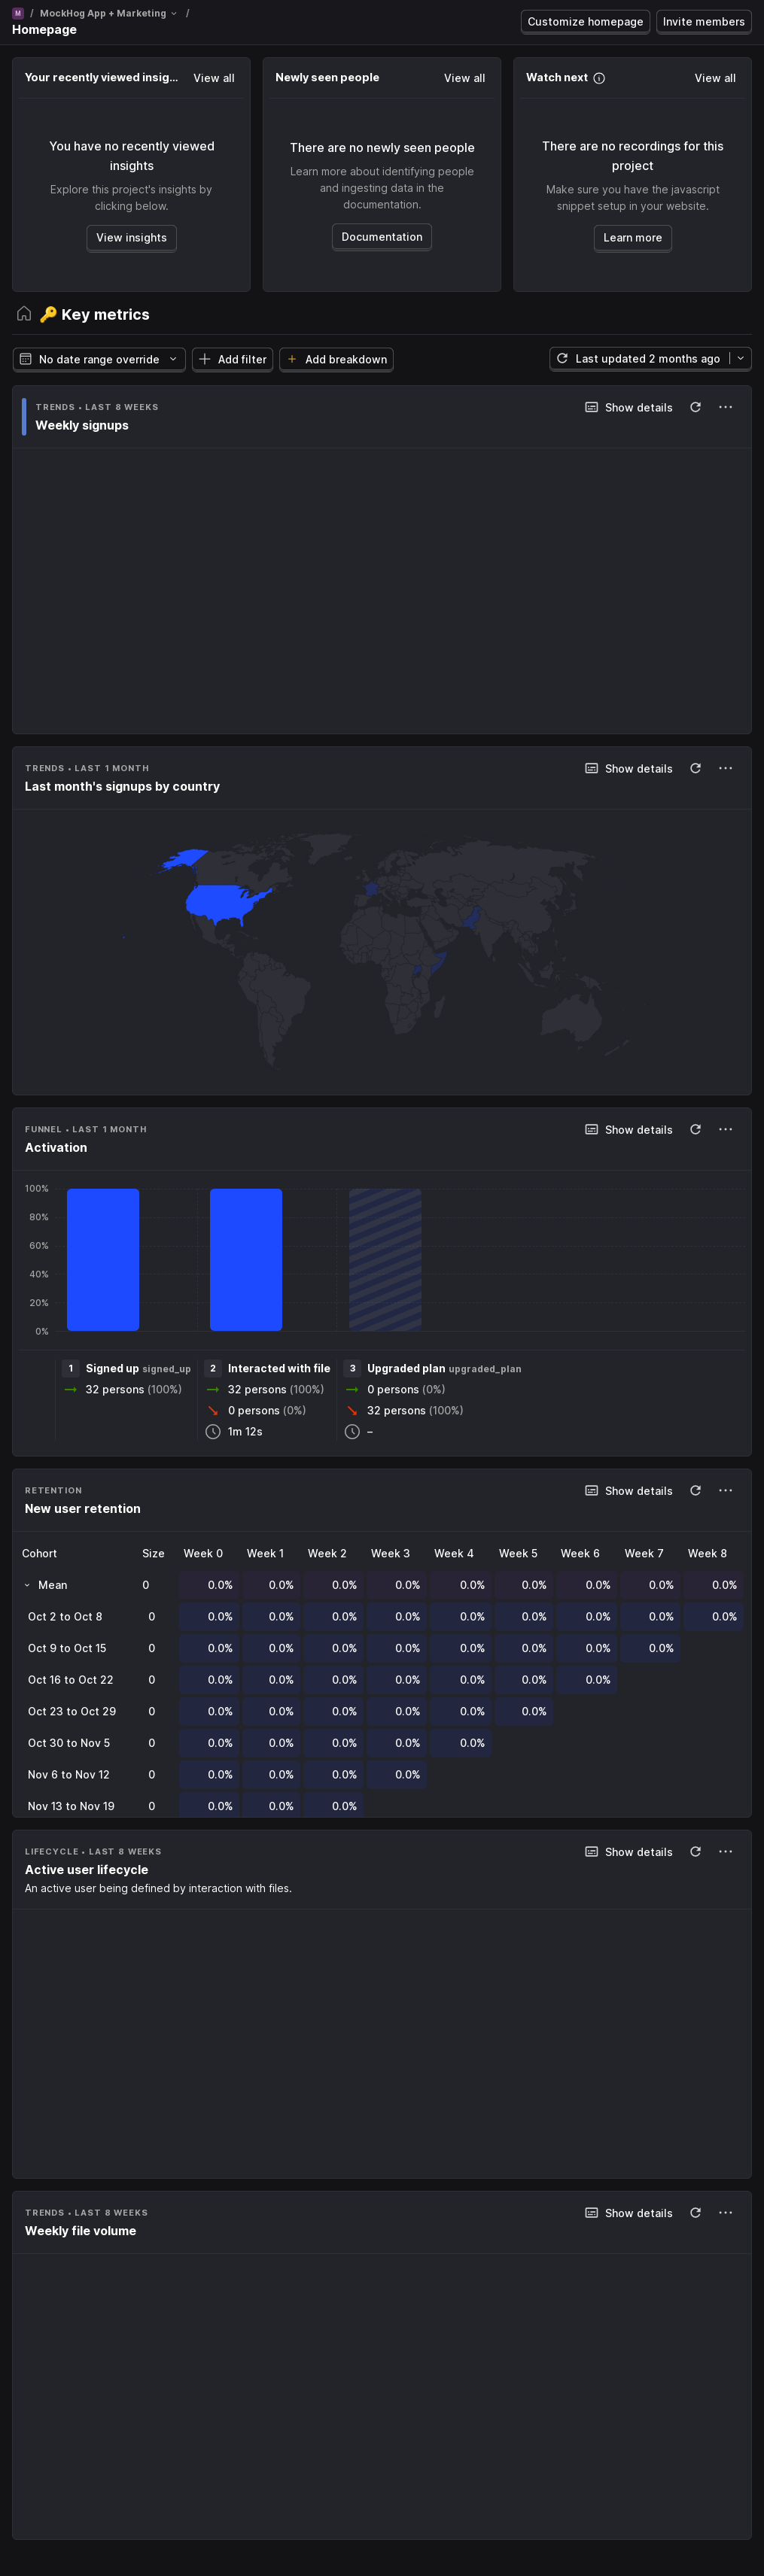 M / MockHog App + Marketing /
Homepage
Customize homepage
Invite members
Your recently viewed insig...
View all
You have no recently viewed
insights
Explore this project's insights by
clicking below.
View insights
Newly seen people
View all
There are no newly seen people
Learn more about identifying people
and ingesting data in the
documentation.
Documentation
Watch next
View all
There are no recordings for this
project
Make sure you have the javascript
snippet setup in your website.
Learn more
🔑 Key metrics
No date range override
Add filter
Add breakdown
Last updated 2 months ago
TRENDS • LAST 8 WEEKS
Show details
Weekly signups
TRENDS • LAST 1 MONTH
Show details
Last month's signups by country
FUNNEL • LAST 1 MONTH
Show details
Activation
100%
80%
60%
40%
20%
0%
1 Signed up signed_up
32 persons (100%)
2 Interacted with file
32 persons (100%)
0 persons (0%)
1m 12s
3 Upgraded plan upgraded_plan
0 persons (0%)
32 persons (100%)
–
RETENTION
Show details
New user retention
Cohort Size Week 0 Week 1 Week 2 Week 3 Week 4 Week 5 Week 6 Week 7 Week 8
Mean 0 0.0% 0.0% 0.0% 0.0% 0.0% 0.0% 0.0% 0.0% 0.0%
Oct 2 to Oct 8 0 0.0% 0.0% 0.0% 0.0% 0.0% 0.0% 0.0% 0.0% 0.0%
Oct 9 to Oct 15 0 0.0% 0.0% 0.0% 0.0% 0.0% 0.0% 0.0% 0.0%
Oct 16 to Oct 22 0 0.0% 0.0% 0.0% 0.0% 0.0% 0.0% 0.0%
Oct 23 to Oct 29 0 0.0% 0.0% 0.0% 0.0% 0.0% 0.0%
Oct 30 to Nov 5 0 0.0% 0.0% 0.0% 0.0% 0.0%
Nov 6 to Nov 12 0 0.0% 0.0% 0.0% 0.0%
Nov 13 to Nov 19 0 0.0% 0.0% 0.0%
LIFECYCLE • LAST 8 WEEKS
Show details
Active user lifecycle
An active user being defined by interaction with files.
TRENDS • LAST 8 WEEKS
Show details
Weekly file volume